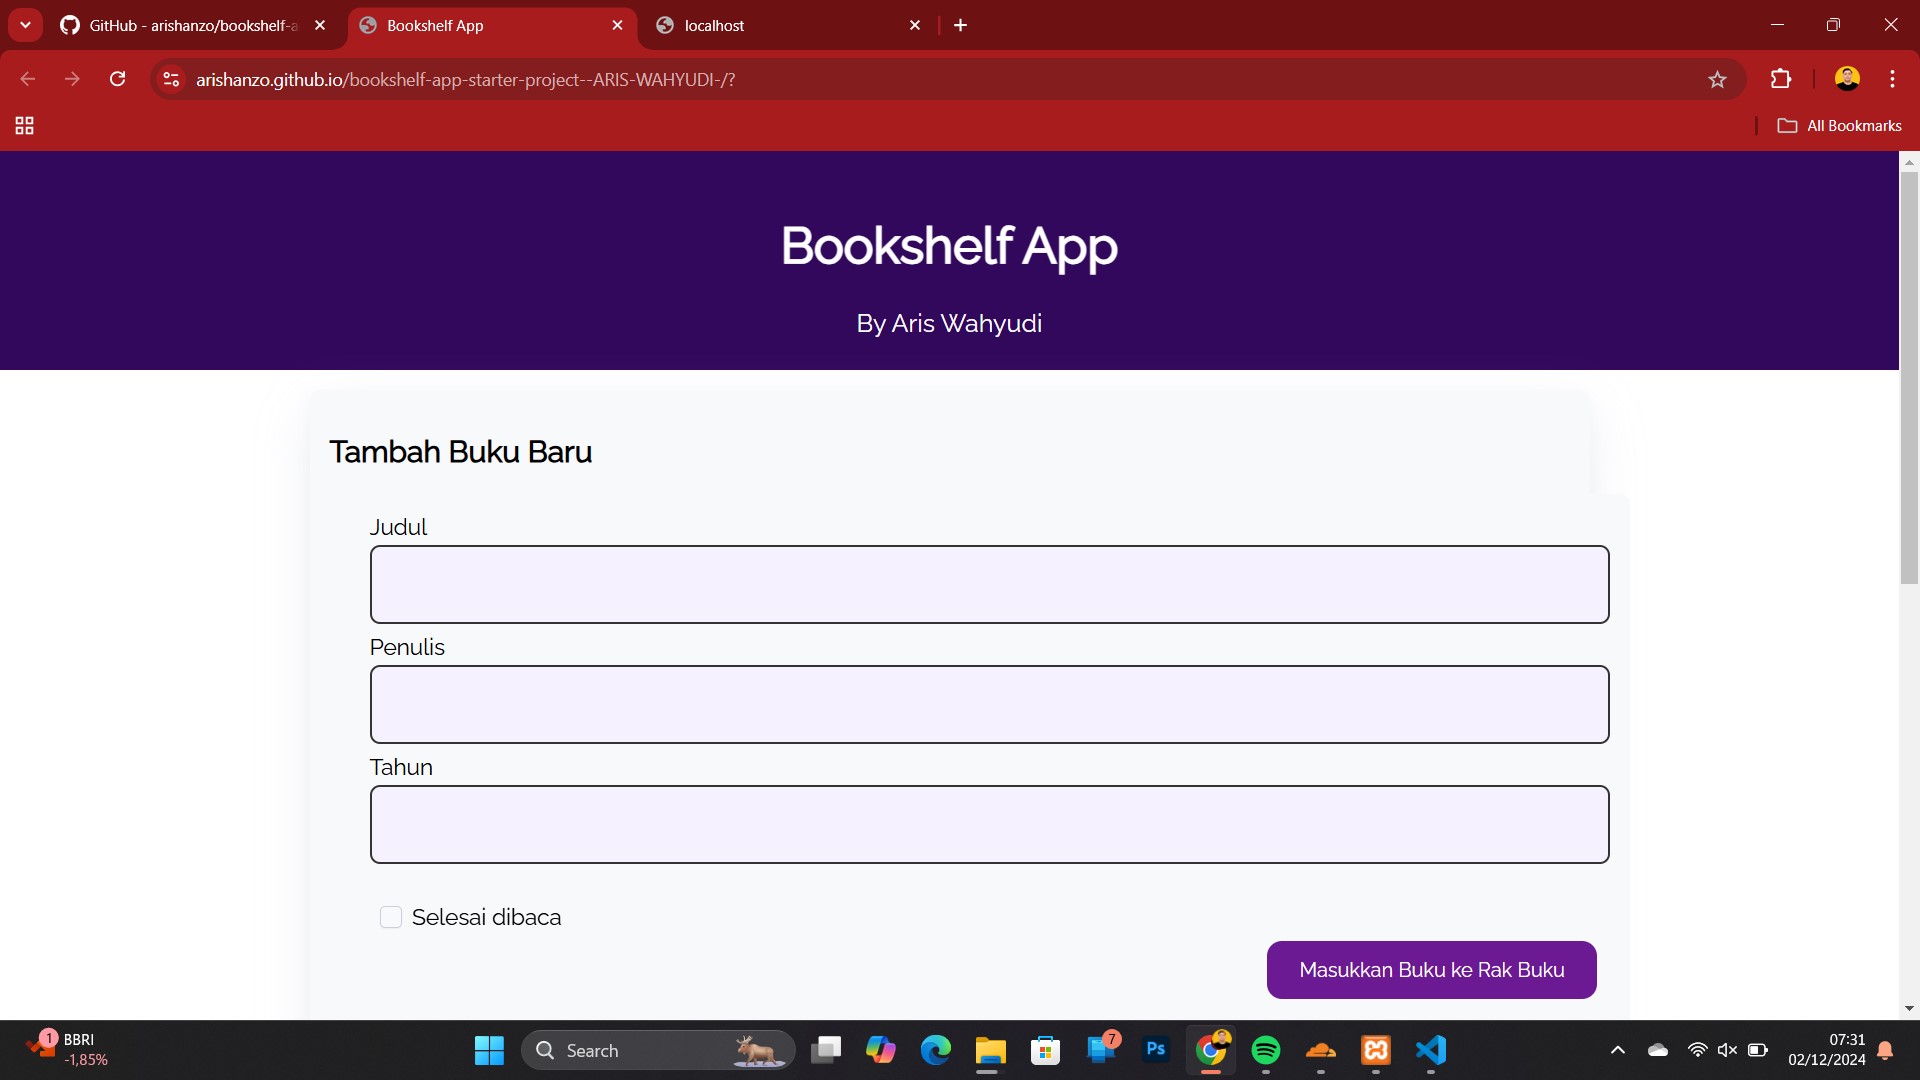 GitHub - arishanzo/bookshelf-a
Bookshelf App
localhost
arishanzo.github.io/bookshelf-app-starter-project--ARIS-WAHYUDI-/?
All Bookmarks
Bookshelf App
By Aris Wahyudi
Tambah Buku Baru
Judul
Penulis
Tahun
Selesai dibaca
Masukkan Buku ke Rak Buku
1
BBRI
-1,85%
Search
7
Ps
07:31
02/12/2024